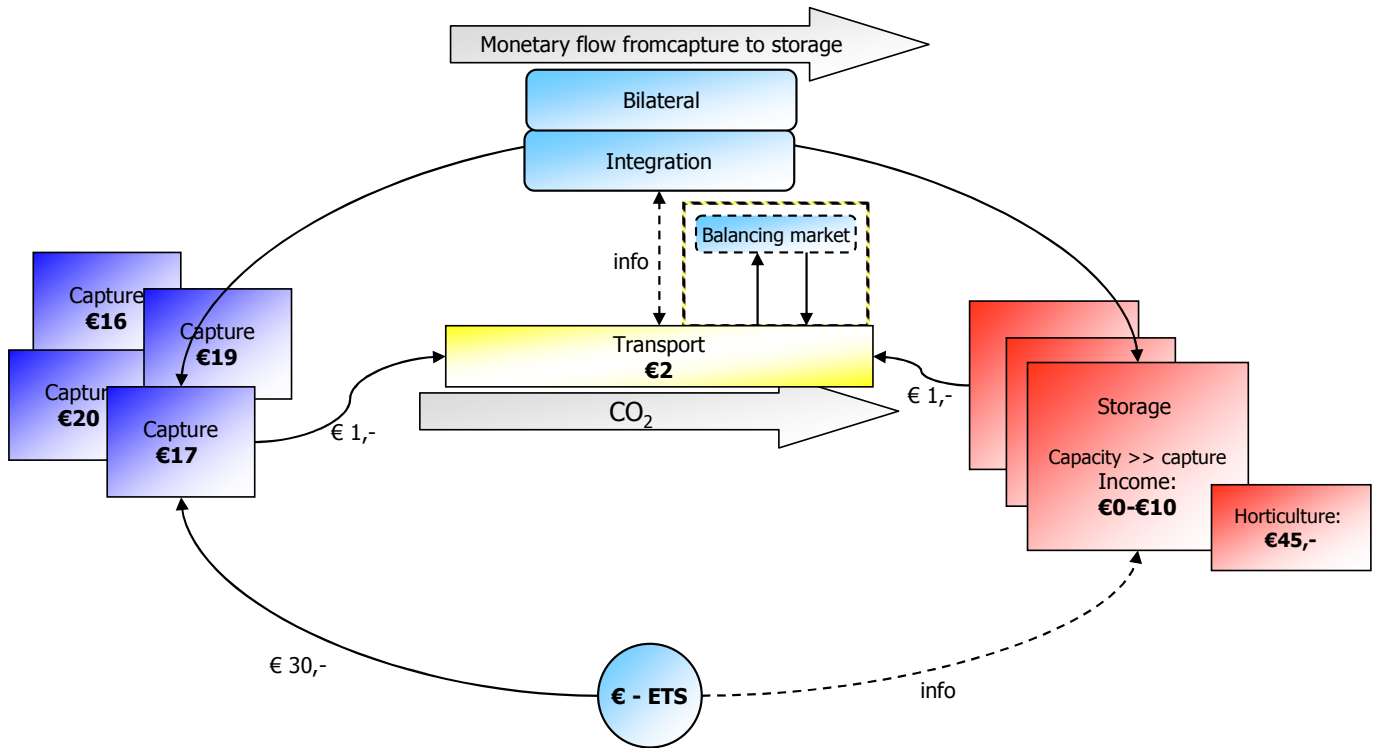 Monetary flow fromcapture to storage
Bilateral
Integration
Balancing market
info
Capture
€16
Capture
€19
Capture
€20
Capture
€17
Transport
€2
€ 1,-
€ 1,-
CO₂
Storage
Capacity >> capture
Income:
€0-€10
Horticulture:
€45,-
€ 30,-
€ - ETS
info